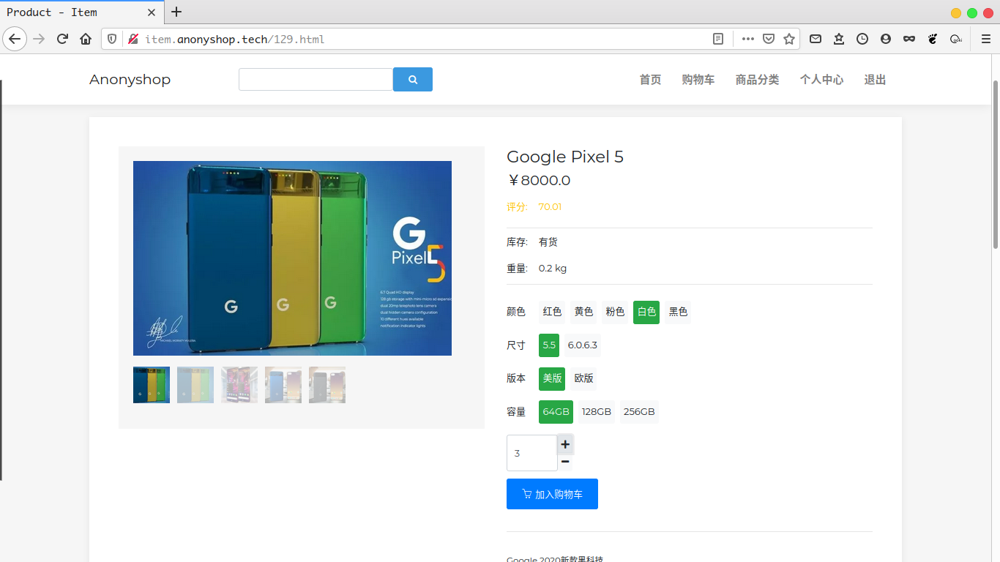 Product - Item
item.anonyshop.tech/129.html
Anonyshop
首页
购物车
商品分类
个人中心
退出
G
Pixel 5
6.7 Quad HD display
128 gb storage with mini micro sd expansi
dual 20mp telephoto lens camera
dual hidden camera configuration
10 different hues available
notification indicator lights
Google Pixel 5
￥8000.0
评分: 70.01
库存: 有货
重量: 0.2 kg
颜色 红色 黄色 粉色 白色 黑色
尺寸 5.5 6.0.6.3
版本 美版 欧版
容量 64GB 128GB 256GB
3
加入购物车
Google 2020新款黑科技